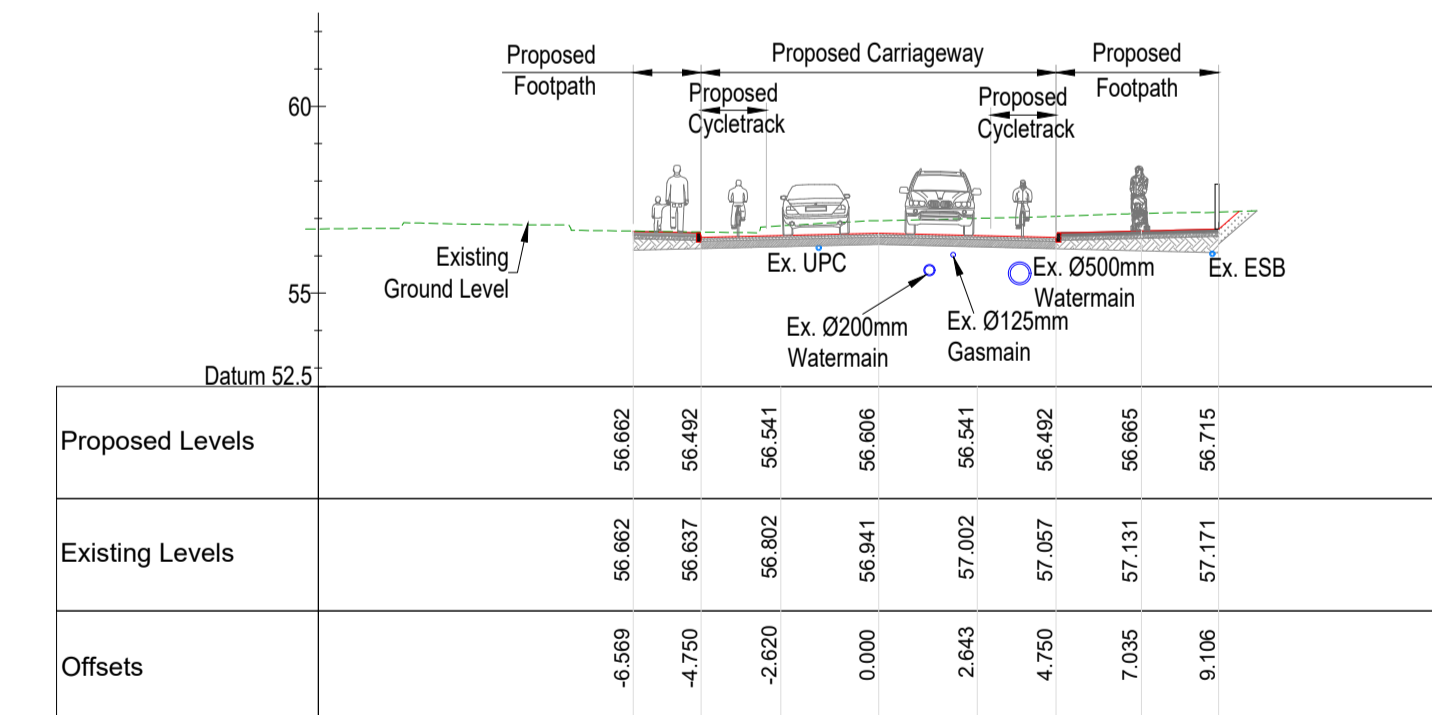 Proposed
Footpath
Proposed Carriageway
Proposed
Footpath
Proposed
Cycletrack
Proposed
Cycletrack
60
55
Datum 52.5
Existing
Ground Level
Ex. UPC
Ex. Ø200mm
Watermain
Ex. Ø125mm
Gasmain
Ex. Ø500mm
Watermain
Ex. ESB
Proposed Levels
56.662
56.492
56.541
56.606
56.541
56.492
56.665
56.715
Existing Levels
56.662
56.637
56.802
56.941
57.002
57.057
57.131
57.171
Offsets
-6.569
-4.750
-2.620
0.000
2.643
4.750
7.035
9.106